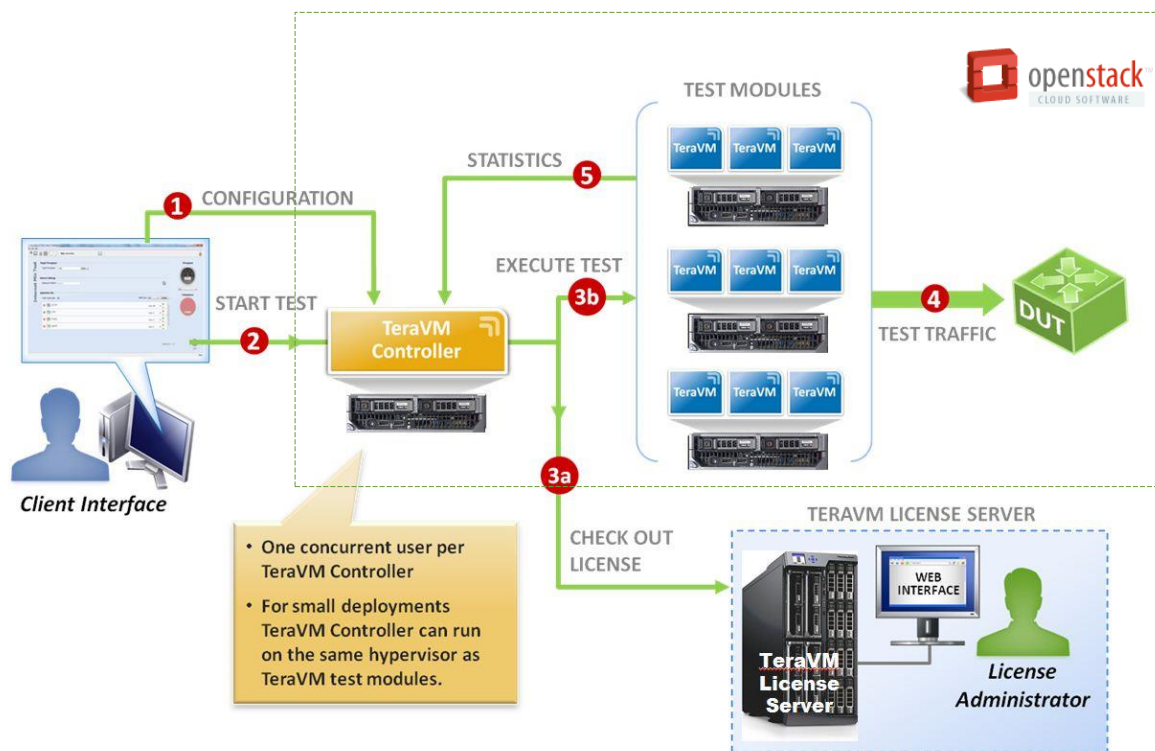 openstack
CLOUD SOFTWARE
TEST MODULES
TeraVM TeraVM TeraVM
STATISTICS
5
1
CONFIGURATION
TeraVM TeraVM TeraVM
EXECUTE TEST
3b
START TEST
2
TeraVM
Controller
4
TEST TRAFFIC
DUT
TeraVM TeraVM TeraVM
3a
Client Interface
• One concurrent user per
TeraVM Controller
• For small deployments
TeraVM Controller can run
on the same hypervisor as
TeraVM test modules.
CHECK OUT
LICENSE
TERAVM LICENSE SERVER
WEB
INTERFACE
TeraVM
License
Server
License
Administrator